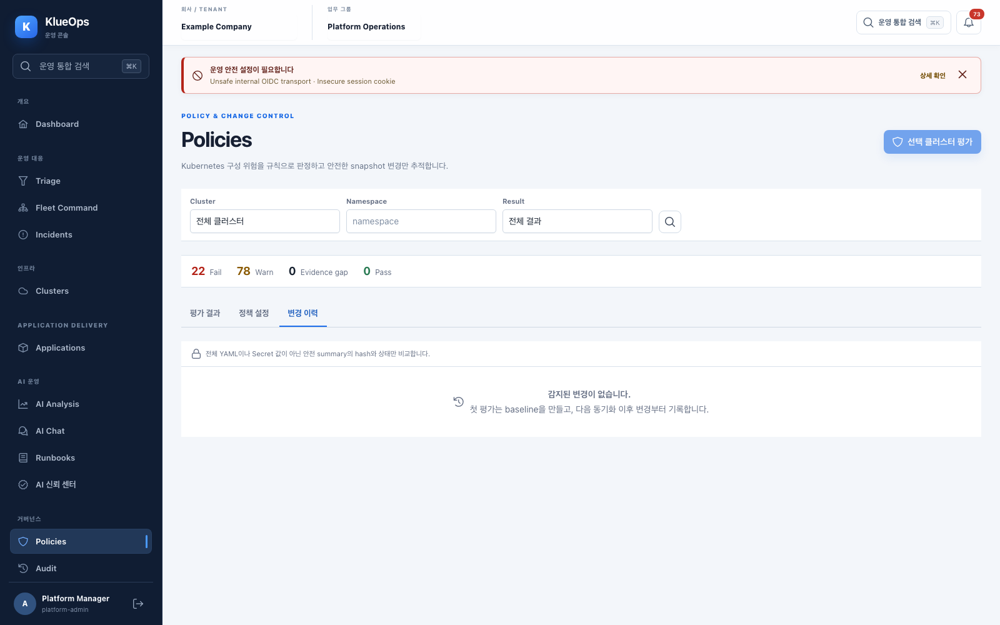 K
KlueOps
운영 콘솔
운영 통합 검색
⌘K
개요
Dashboard
운영 대응
Triage
Fleet Command
Incidents
인프라
Clusters
APPLICATION DELIVERY
Applications
AI 운영
AI Analysis
AI Chat
Runbooks
AI 신뢰 센터
거버넌스
Policies
Audit
A
Platform Manager
platform-admin
회사 / TENANT
Example Company
업무 그룹
Platform Operations
운영 통합 검색
⌘K
73
운영 안전 설정이 필요합니다
Unsafe internal OIDC transport · Insecure session cookie
상세 확인
POLICY & CHANGE CONTROL
Policies
Kubernetes 구성 위험을 규칙으로 판정하고 안전한 snapshot 변경만 추적합니다.
선택 클러스터 평가
Cluster
전체 클러스터
Namespace
namespace
Result
전체 결과
22 Fail
78 Warn
0 Evidence gap
0 Pass
평가 결과
정책 설정
변경 이력
전체 YAML이나 Secret 값이 아닌 안전 summary의 hash와 상태만 비교합니다.
감지된 변경이 없습니다.
첫 평가는 baseline을 만들고, 다음 동기화 이후 변경부터 기록합니다.